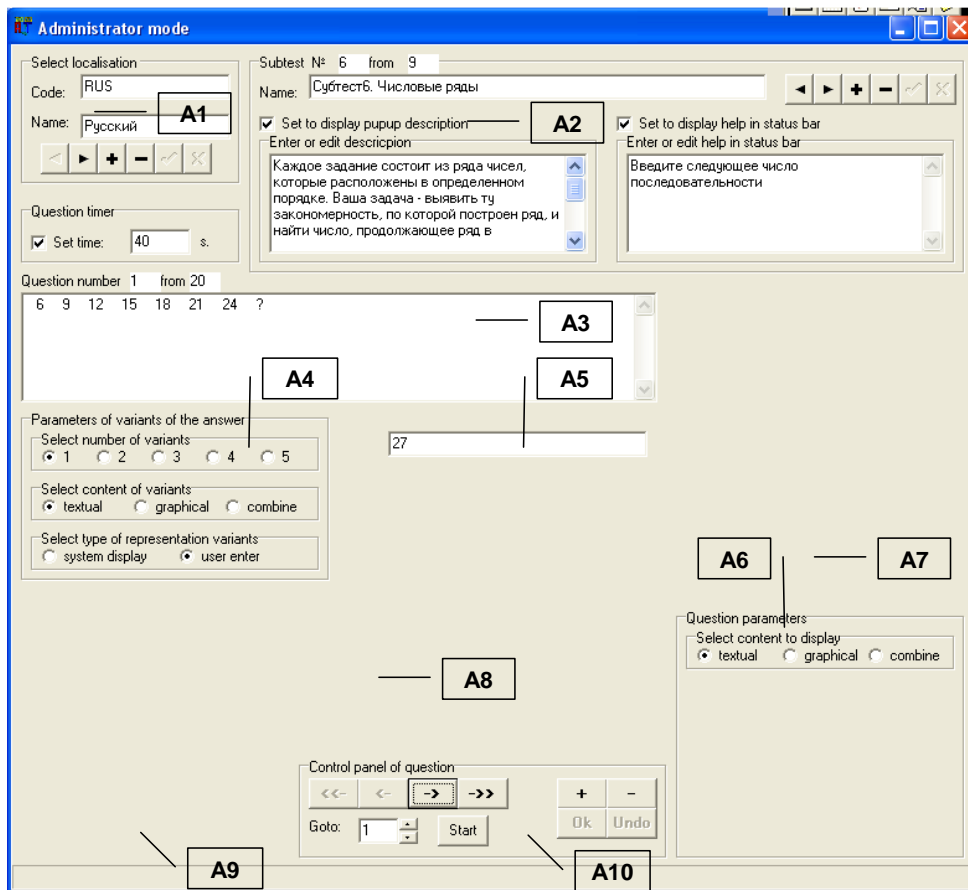 Administrator mode
Select localisation
Code: RUS
Name: Русский
A1
Subtest № 6 from 9
Name: Субтест6. Числовые ряды
Set to display pupup description
A2
Set to display help in status bar
Enter or edit descricpion
Каждое задание состоит из ряда чисел,
которые расположены в определенном
порядке. Ваша задача - выявить ту
закономерность, по которой построен ряд, и
найти число, продолжающее ряд в
Enter or edit help in status bar
Введите следующее число
последовательности
Question timer
Set time: 40 s.
Question number 1 from 20
6 9 12 15 18 21 24 ?
A3
A4
A5
Parameters of variants of the answer
Select number of variants
1 2 3 4 5
27
Select content of variants
textual graphical combine
Select type of representation variants
system display user enter
A6
A7
Question parameters
Select content to display
textual graphical combine
A8
Control panel of question
<<- <- -> ->>
+ -
Goto: 1 Start
Ok Undo
A9
A10